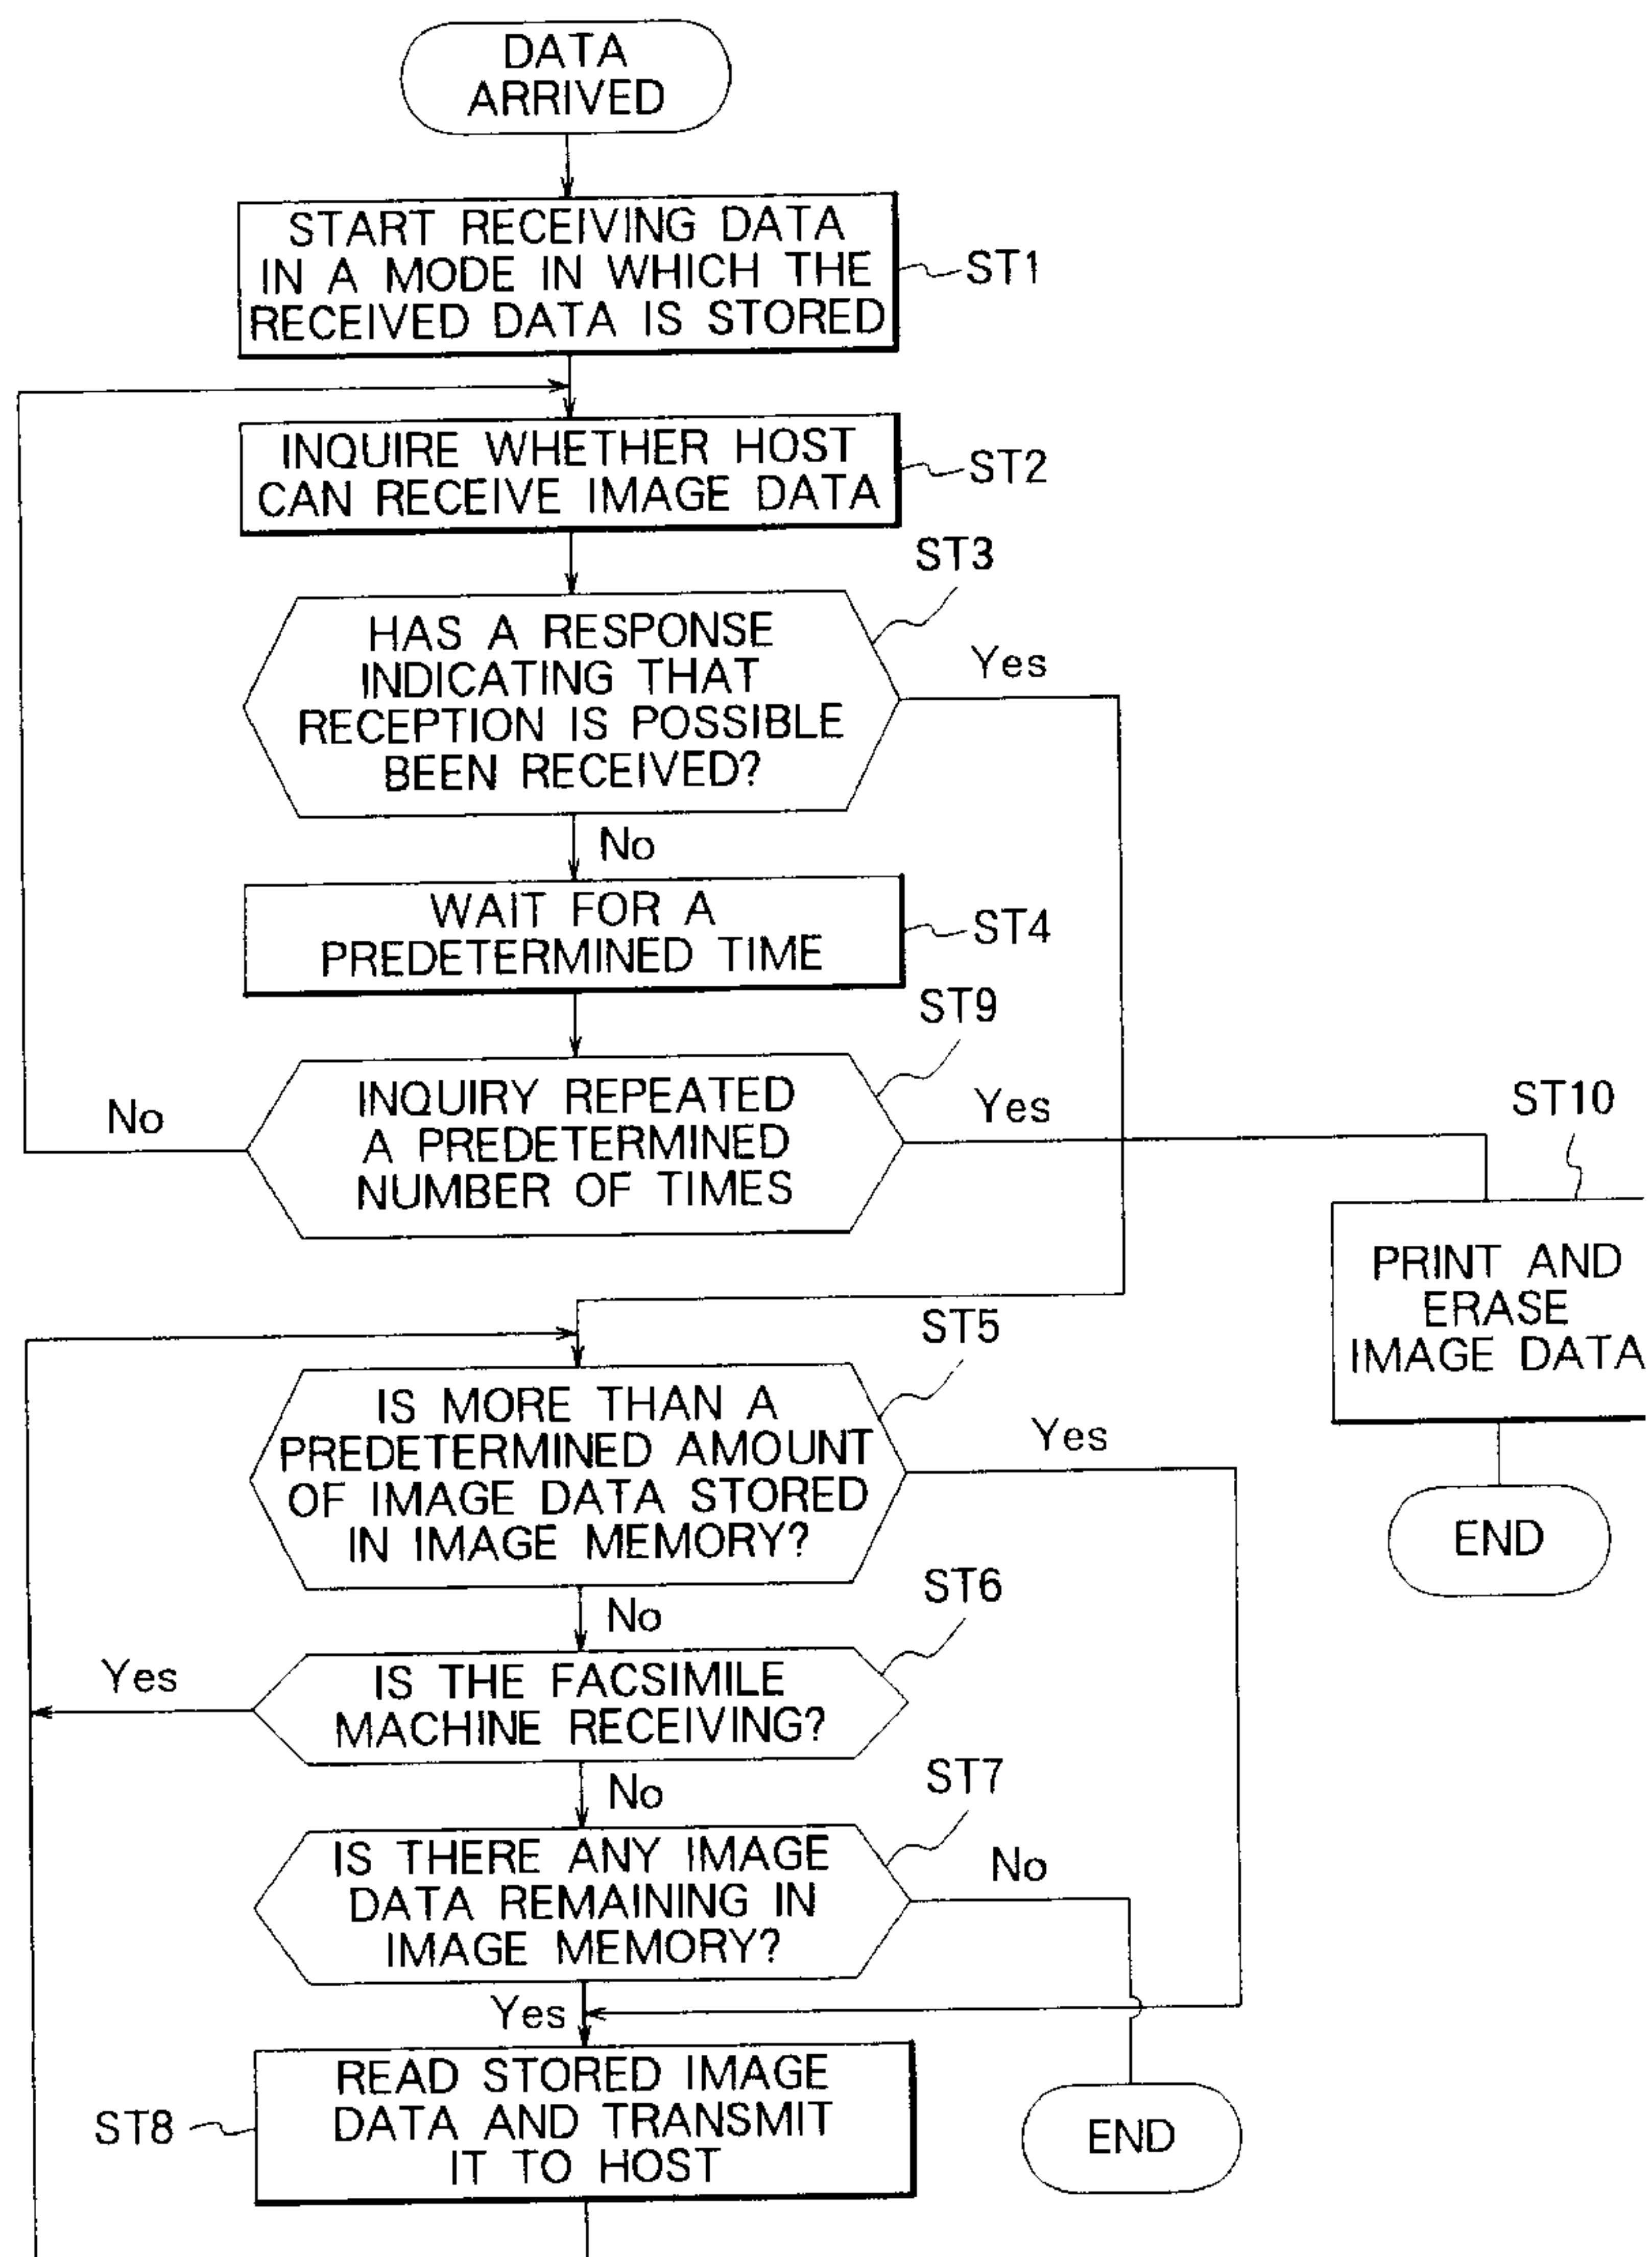 DATA
ARRIVED
START RECEIVING DATA
IN A MODE IN WHICH THE
RECEIVED DATA IS STORED
ST1
INQUIRE WHETHER HOST
CAN RECEIVE IMAGE DATA
ST2
ST3
HAS A RESPONSE
INDICATING THAT
RECEPTION IS POSSIBLE
BEEN RECEIVED?
Yes
No
WAIT FOR A
PREDETERMINED TIME
ST4
ST9
INQUIRY REPEATED
A PREDETERMINED
NUMBER OF TIMES
No
Yes
ST10
PRINT AND
ERASE
IMAGE DATA
END
ST5
IS MORE THAN A
PREDETERMINED AMOUNT
OF IMAGE DATA STORED
IN IMAGE MEMORY?
Yes
No
ST6
IS THE FACSIMILE
MACHINE RECEIVING?
Yes
No
ST7
IS THERE ANY IMAGE
DATA REMAINING IN
IMAGE MEMORY?
No
Yes
READ STORED IMAGE
DATA AND TRANSMIT
IT TO HOST
ST8
END